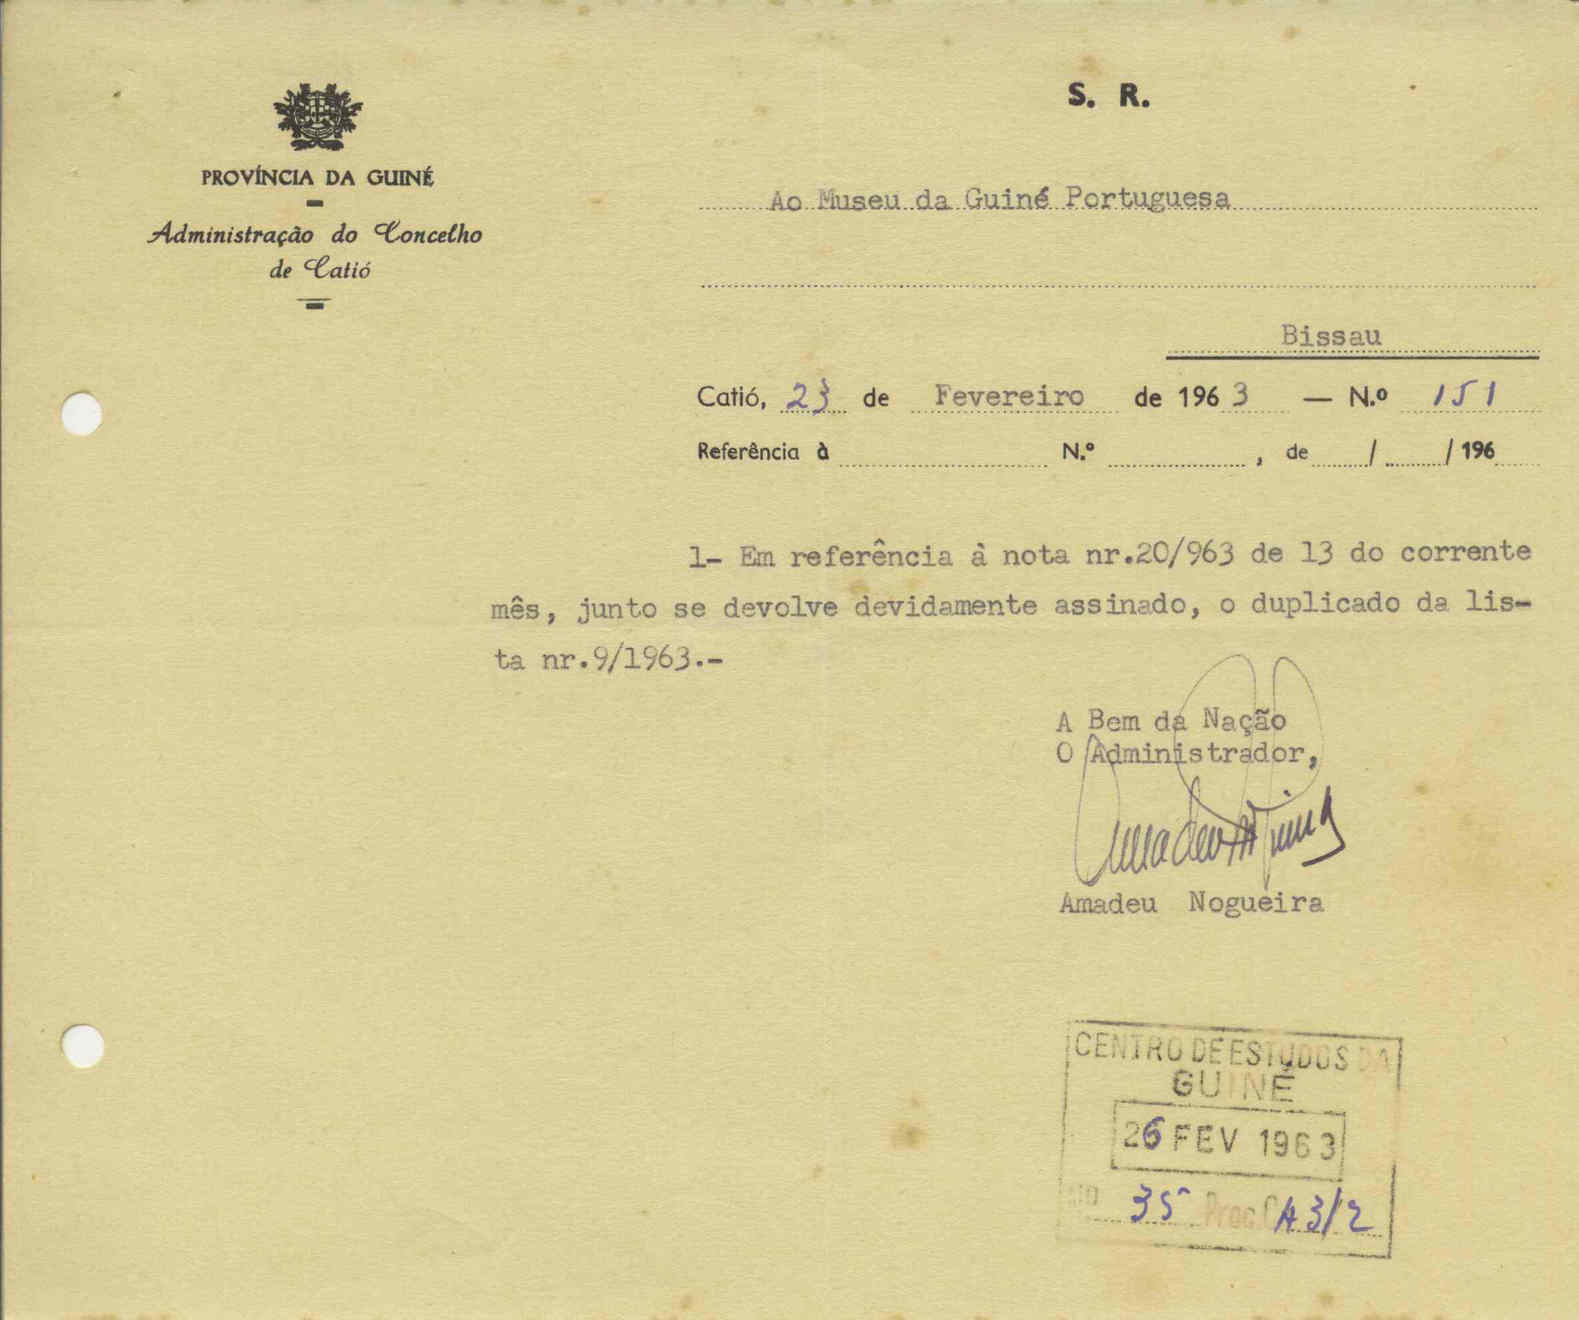 S. R.
PROVÍNCIA DA GUINÉ
Administração do Concelho
de Catió
Ao Museu da Guiné Portuguesa
Bissau
Catió, 23 de Fevereiro de 1963 — N.º 151
Referência à N.º , de / / 196
1- Em referência à nota nr.20/963 de 13 do corrente
mês, junto se devolve devidamente assinado, o duplicado da lis-
ta nr.9/1963.-
A Bem da Nação
O Administrador,
Amadeu Nogueira
CENTRO DE ESTUDOS DA
GUINÉ
26 FEV 1963
Nº 35 Proc. A 3/2